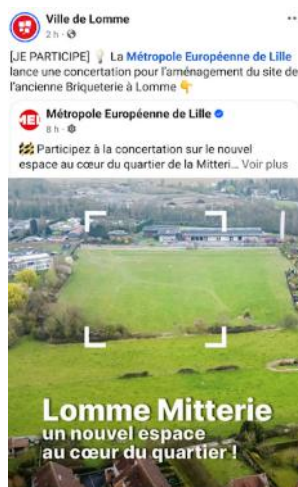 Ville de Lomme
2 h
[JE PARTICIPE] La Métropole Européenne de Lille
lance une concertation pour l'aménagement du site de
l'ancienne Briqueterie à Lomme
MEL
Métropole Européenne de Lille
8 h
Participez à la concertation sur le nouvel
espace au cœur du quartier de la Mitteri... Voir plus
Lomme Mitterie
un nouvel espace
au cœur du quartier !